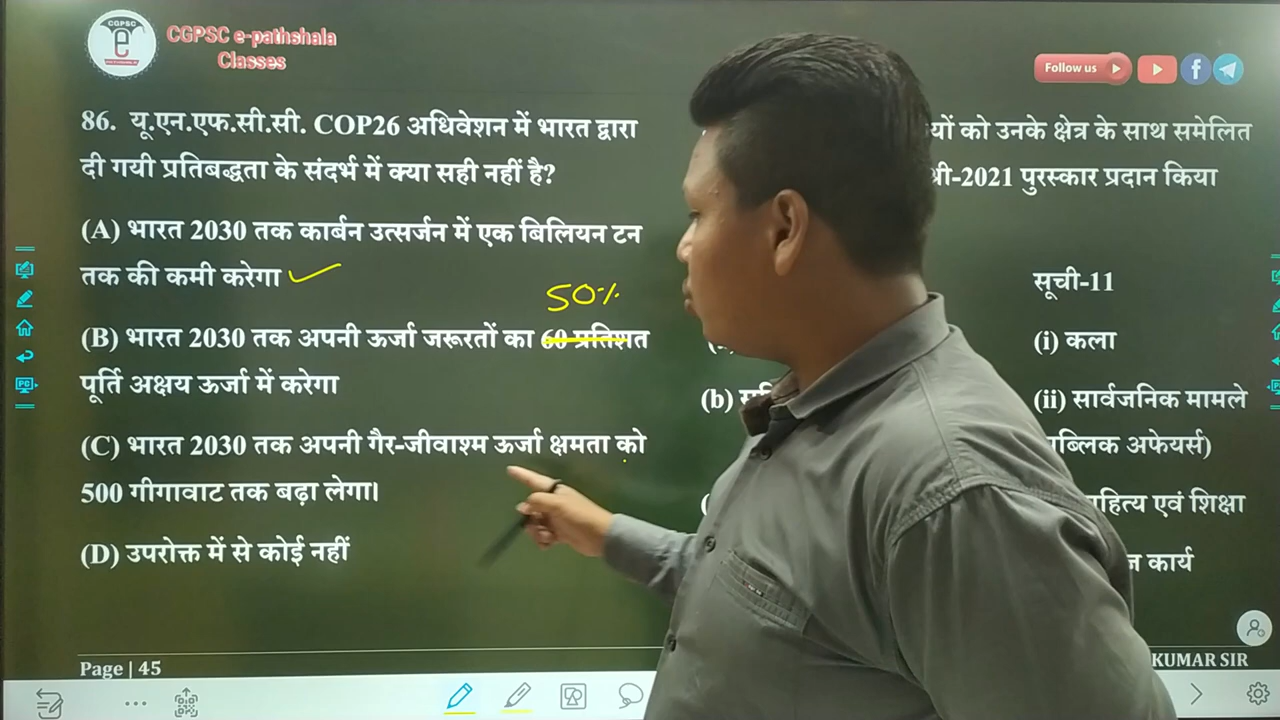 CGPSC
e
CGPSC e-pathshala
Classes
Follow us
86. यू.एन.एफ.सी.सी. COP26 अधिवेशन में भारत द्वारा
दी गयी प्रतिबद्धता के संदर्भ में क्या सही नहीं है?
(A) भारत 2030 तक कार्बन उत्सर्जन में एक बिलियन टन
तक की कमी करेगा
50%
(B) भारत 2030 तक अपनी ऊर्जा जरूरतों का 60 प्रतिशत
पूर्ति अक्षय ऊर्जा में करेगा
(C) भारत 2030 तक अपनी गैर-जीवाश्म ऊर्जा क्षमता को
500 गीगावाट तक बढ़ा लेगा।
(D) उपरोक्त में से कोई नहीं
Page | 45
को उनके क्षेत्र के साथ समेलित
श्री-2021 पुरस्कार प्रदान किया
सूची-11
(i) कला
(b)
(ii) सार्वजनिक मामले
अफेयर्स)
एवं शिक्षा
कार्य
KUMAR SIR